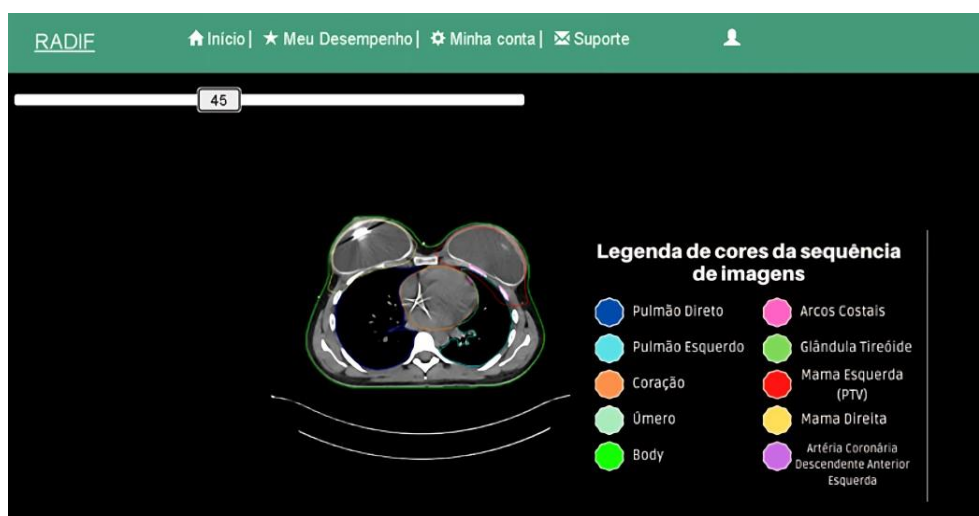 RADIF
Início| Meu Desempenho| Minha conta| Suporte
45
Legenda de cores da sequência
de imagens
Pulmão Direto
Pulmão Esquerdo
Coração
Úmero
Body
Arcos Costais
Glândula Tireóide
Mama Esquerda
(PTV)
Mama Direita
Artéria Coronária
Descendente Anterior
Esquerda